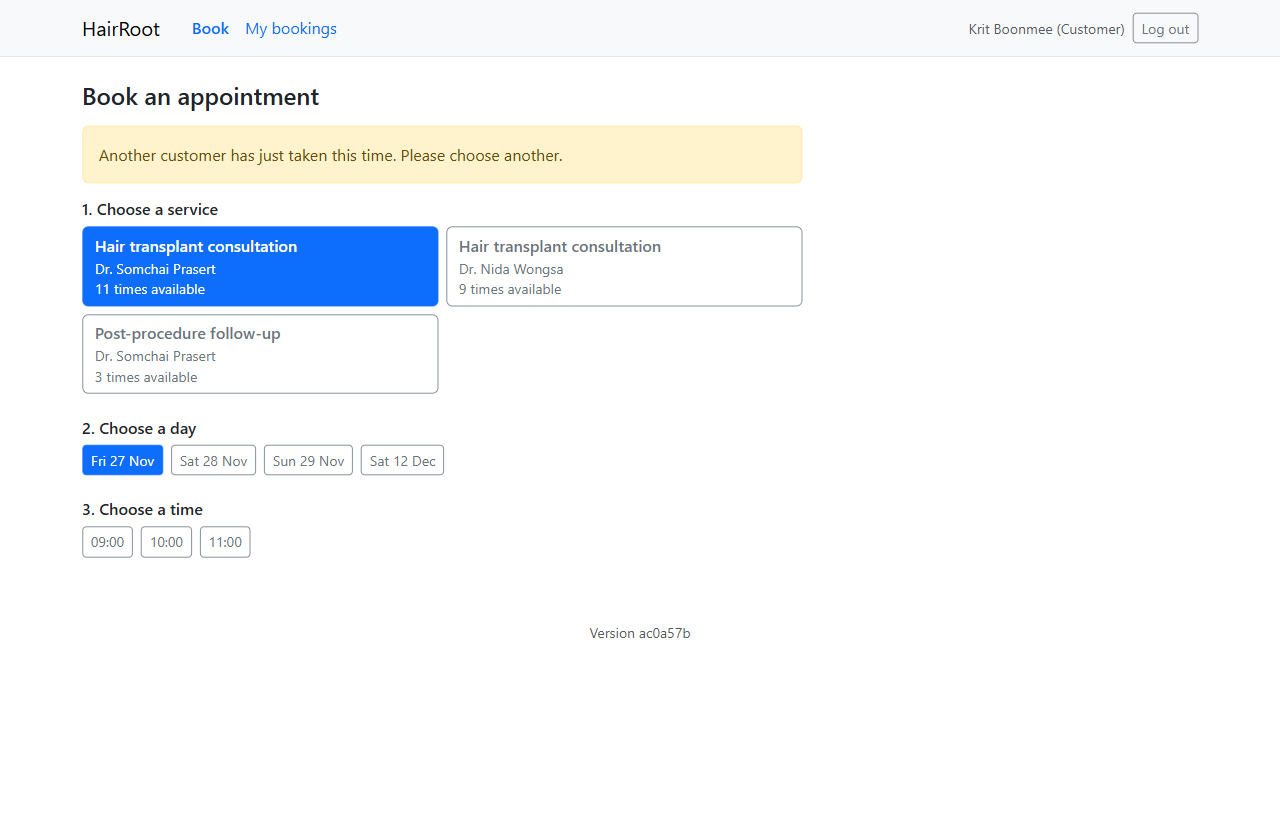 HairRoot Book My bookings Krit Boonmee (Customer) Log out
Book an appointment
Another customer has just taken this time. Please choose another.
1. Choose a service
Hair transplant consultation
Dr. Somchai Prasert
11 times available
Hair transplant consultation
Dr. Nida Wongsa
9 times available
Post-procedure follow-up
Dr. Somchai Prasert
3 times available
2. Choose a day
Fri 27 Nov Sat 28 Nov Sun 29 Nov Sat 12 Dec
3. Choose a time
09:00 10:00 11:00
Version ac0a57b